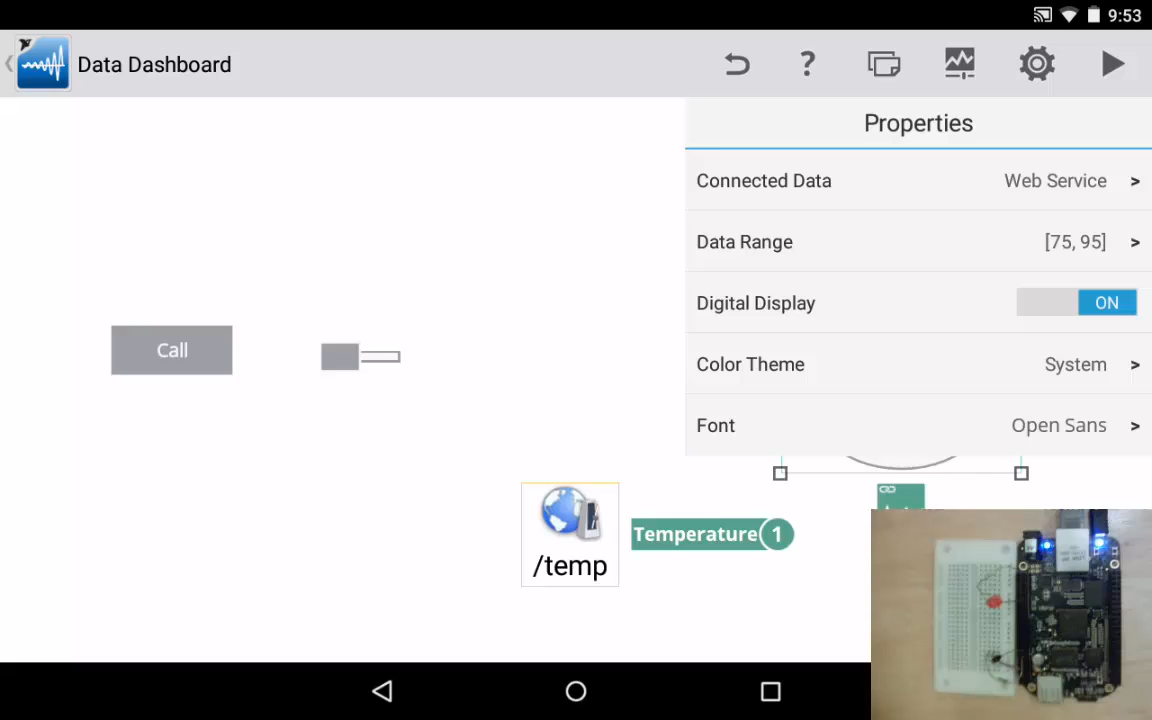 9:53
Data Dashboard
?
Properties
Connected Data Web Service >
Data Range [75, 95] >
Digital Display ON
Color Theme System >
Font Open Sans >
Call
/temp
Temperature 1